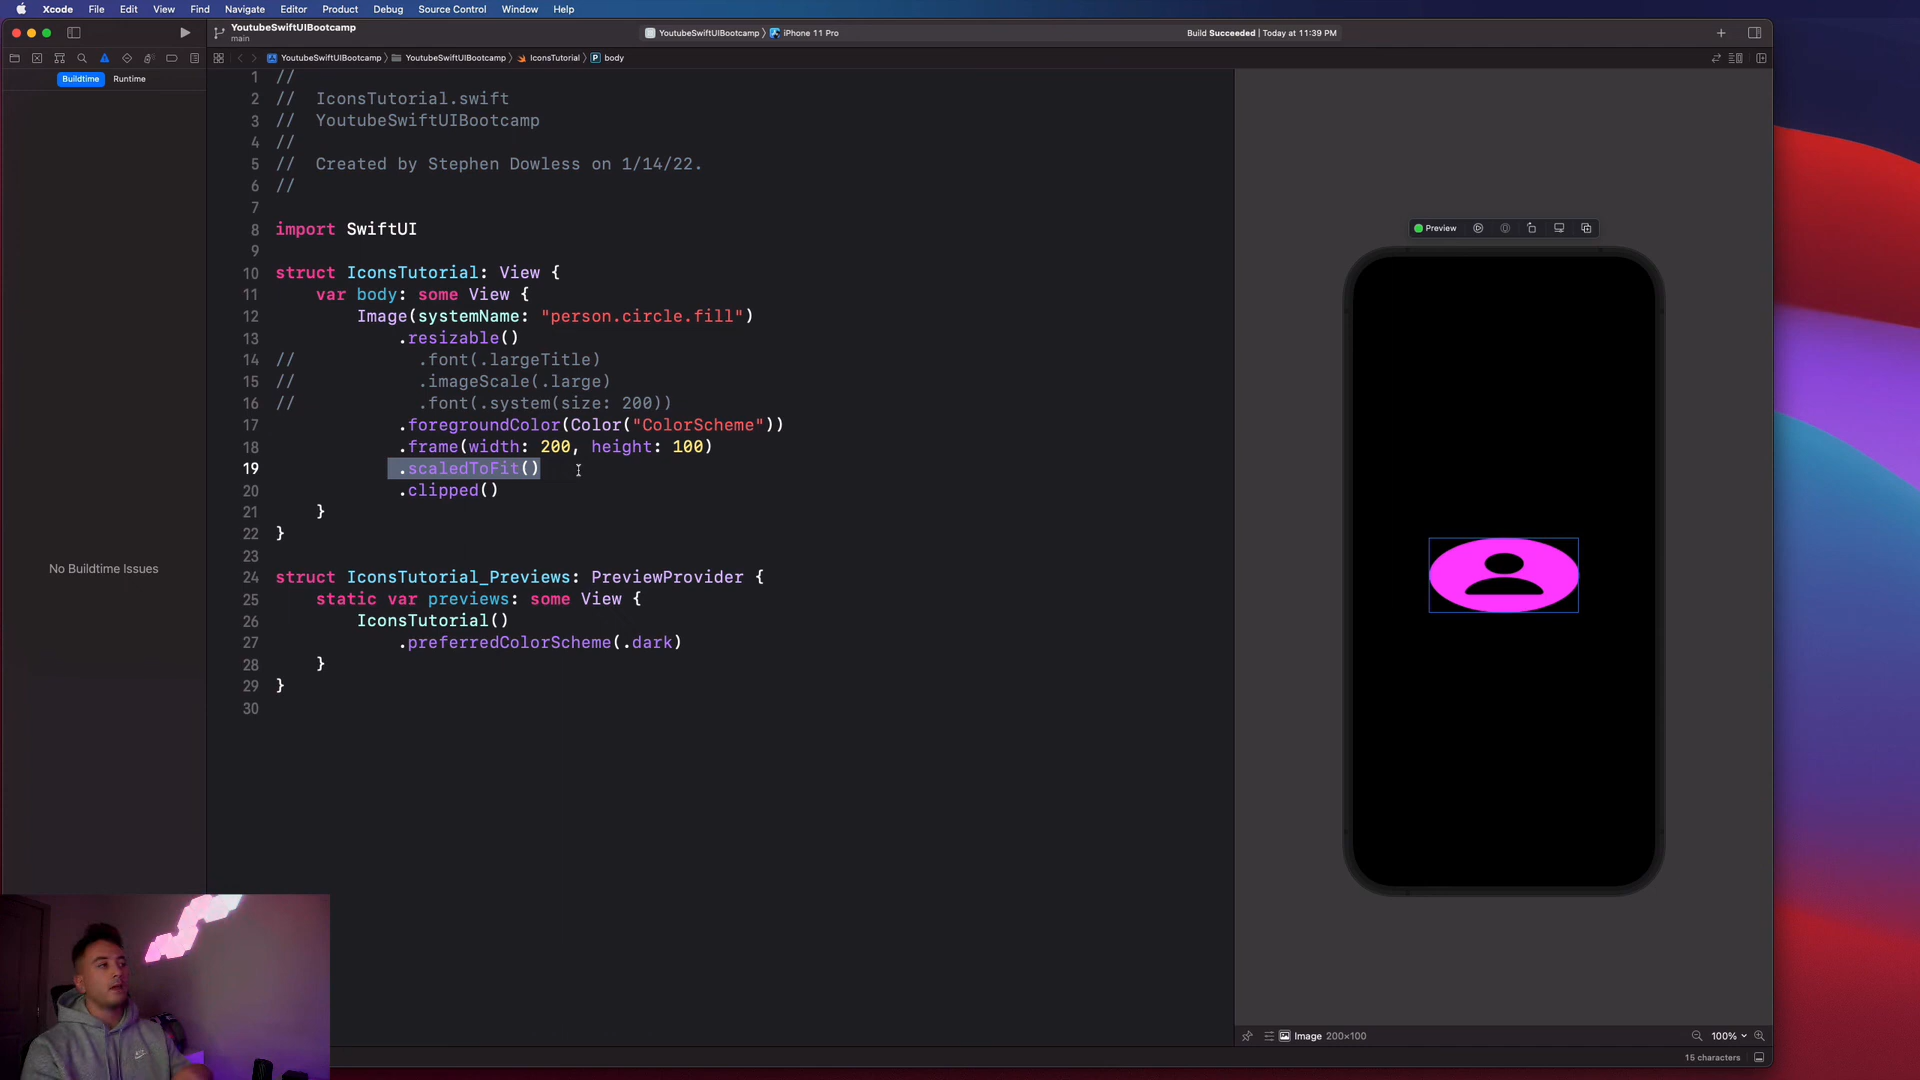 Xcode File Edit View Find Navigate Editor Product Debug Source Control Window Help
YoutubeSwiftUIBootcamp
main
YoutubeSwiftUIBootcamp 〉 iPhone 11 Pro
Build Succeeded | Today at 11:39 PM
YoutubeSwiftUIBootcamp 〉 YoutubeSwiftUIBootcamp 〉 IconsTutorial 〉 P body
Buildtime Runtime
No Buildtime Issues
1 //
2 // IconsTutorial.swift
3 // YoutubeSwiftUIBootcamp
4 //
5 // Created by Stephen Dowless on 1/14/22.
6 //
7
8 import SwiftUI
9
10 struct IconsTutorial: View {
11 var body: some View {
12 Image(systemName: "person.circle.fill")
13 .resizable()
14 // .font(.largeTitle)
15 // .imageScale(.large)
16 // .font(.system(size: 200))
17 .foregroundColor(Color("ColorScheme"))
18 .frame(width: 200, height: 100)
19 .scaledToFit()
20 .clipped()
21 }
22 }
23
24 struct IconsTutorial_Previews: PreviewProvider {
25 static var previews: some View {
26 IconsTutorial()
27 .preferredColorScheme(.dark)
28 }
29 }
30
Preview
Image 200×100
100%
15 characters